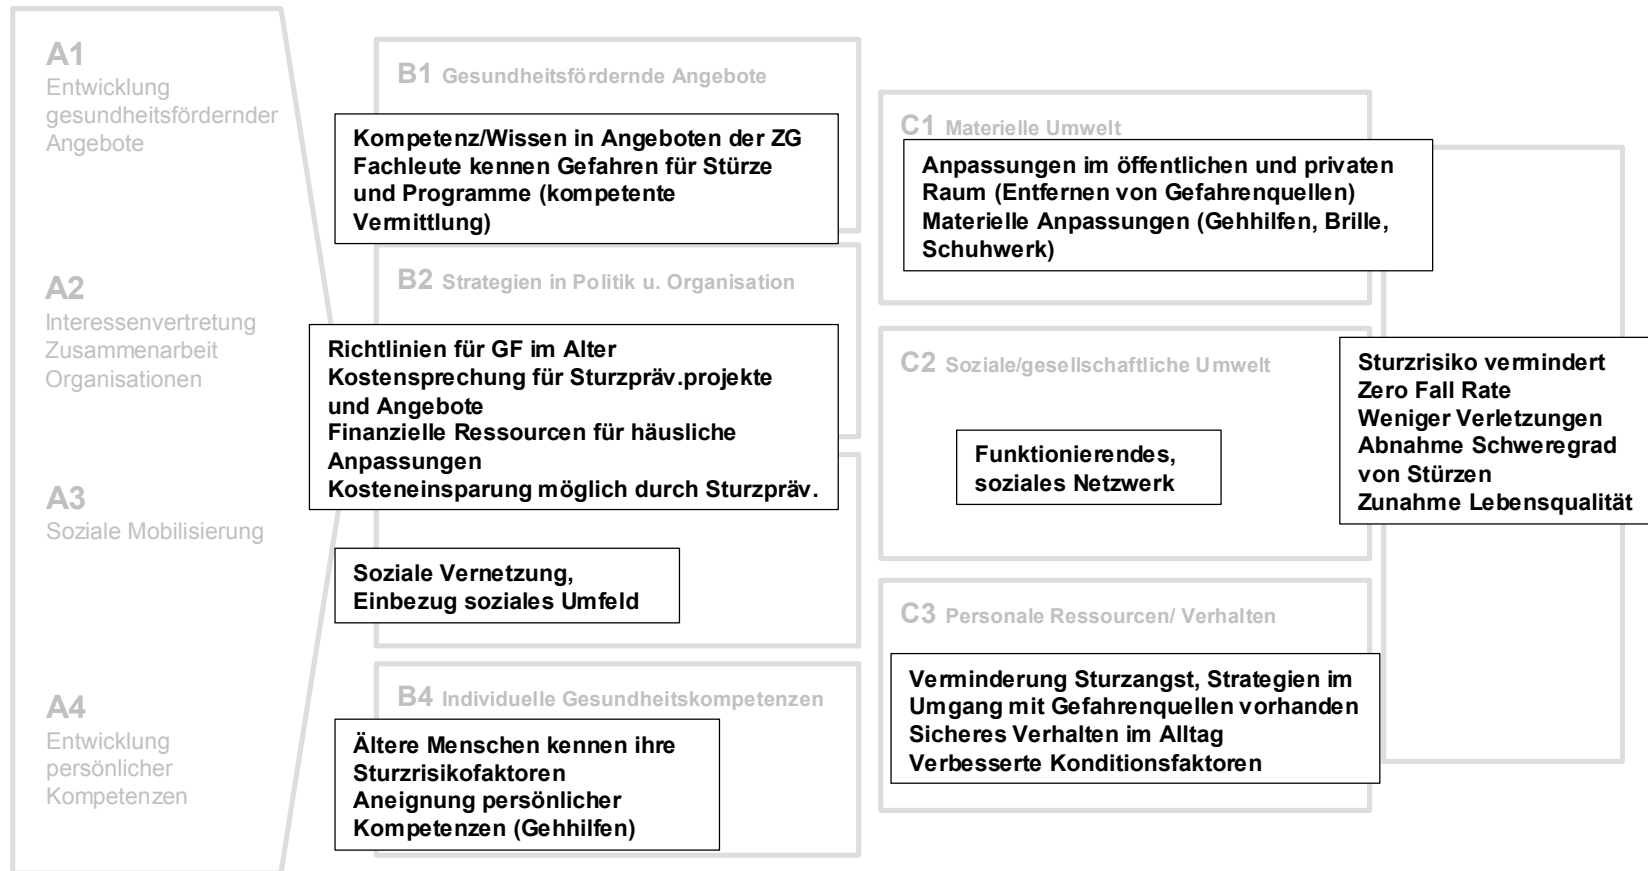 A1
Entwicklung
gesundheitsfördernder
Angebote
A2
Interessenvertretung
Zusammenarbeit
Organisationen
A3
Soziale Mobilisierung
A4
Entwicklung
persönlicher
Kompetenzen
B1 Gesundheitsfördernde Angebote
Kompetenz/Wissen in Angeboten der ZG
Fachleute kennen Gefahren für Stürze
und Programme (kompetente
Vermittlung)
B2 Strategien in Politik u. Organisation
Richtlinien für GF im Alter
Kostensprechung für Sturzpräv.projekte
und Angebote
Finanzielle Ressourcen für häusliche
Anpassungen
Kosteneinsparung möglich durch Sturzpräv.
Soziale Vernetzung,
Einbezug soziales Umfeld
B4 Individuelle Gesundheitskompetenzen
Ältere Menschen kennen ihre
Sturzrisikofaktoren
Aneignung persönlicher
Kompetenzen (Gehhilfen)
C1 Materielle Umwelt
Anpassungen im öffentlichen und privaten
Raum (Entfernen von Gefahrenquellen)
Materielle Anpassungen (Gehhilfen, Brille,
Schuhwerk)
C2 Soziale/gesellschaftliche Umwelt
Funktionierendes,
soziales Netzwerk
C3 Personale Ressourcen/ Verhalten
Verminderung Sturzangst, Strategien im
Umgang mit Gefahrenquellen vorhanden
Sicheres Verhalten im Alltag
Verbesserte Konditionsfaktoren
Sturzrisiko vermindert
Zero Fall Rate
Weniger Verletzungen
Abnahme Schweregrad
von Stürzen
Zunahme Lebensqualität